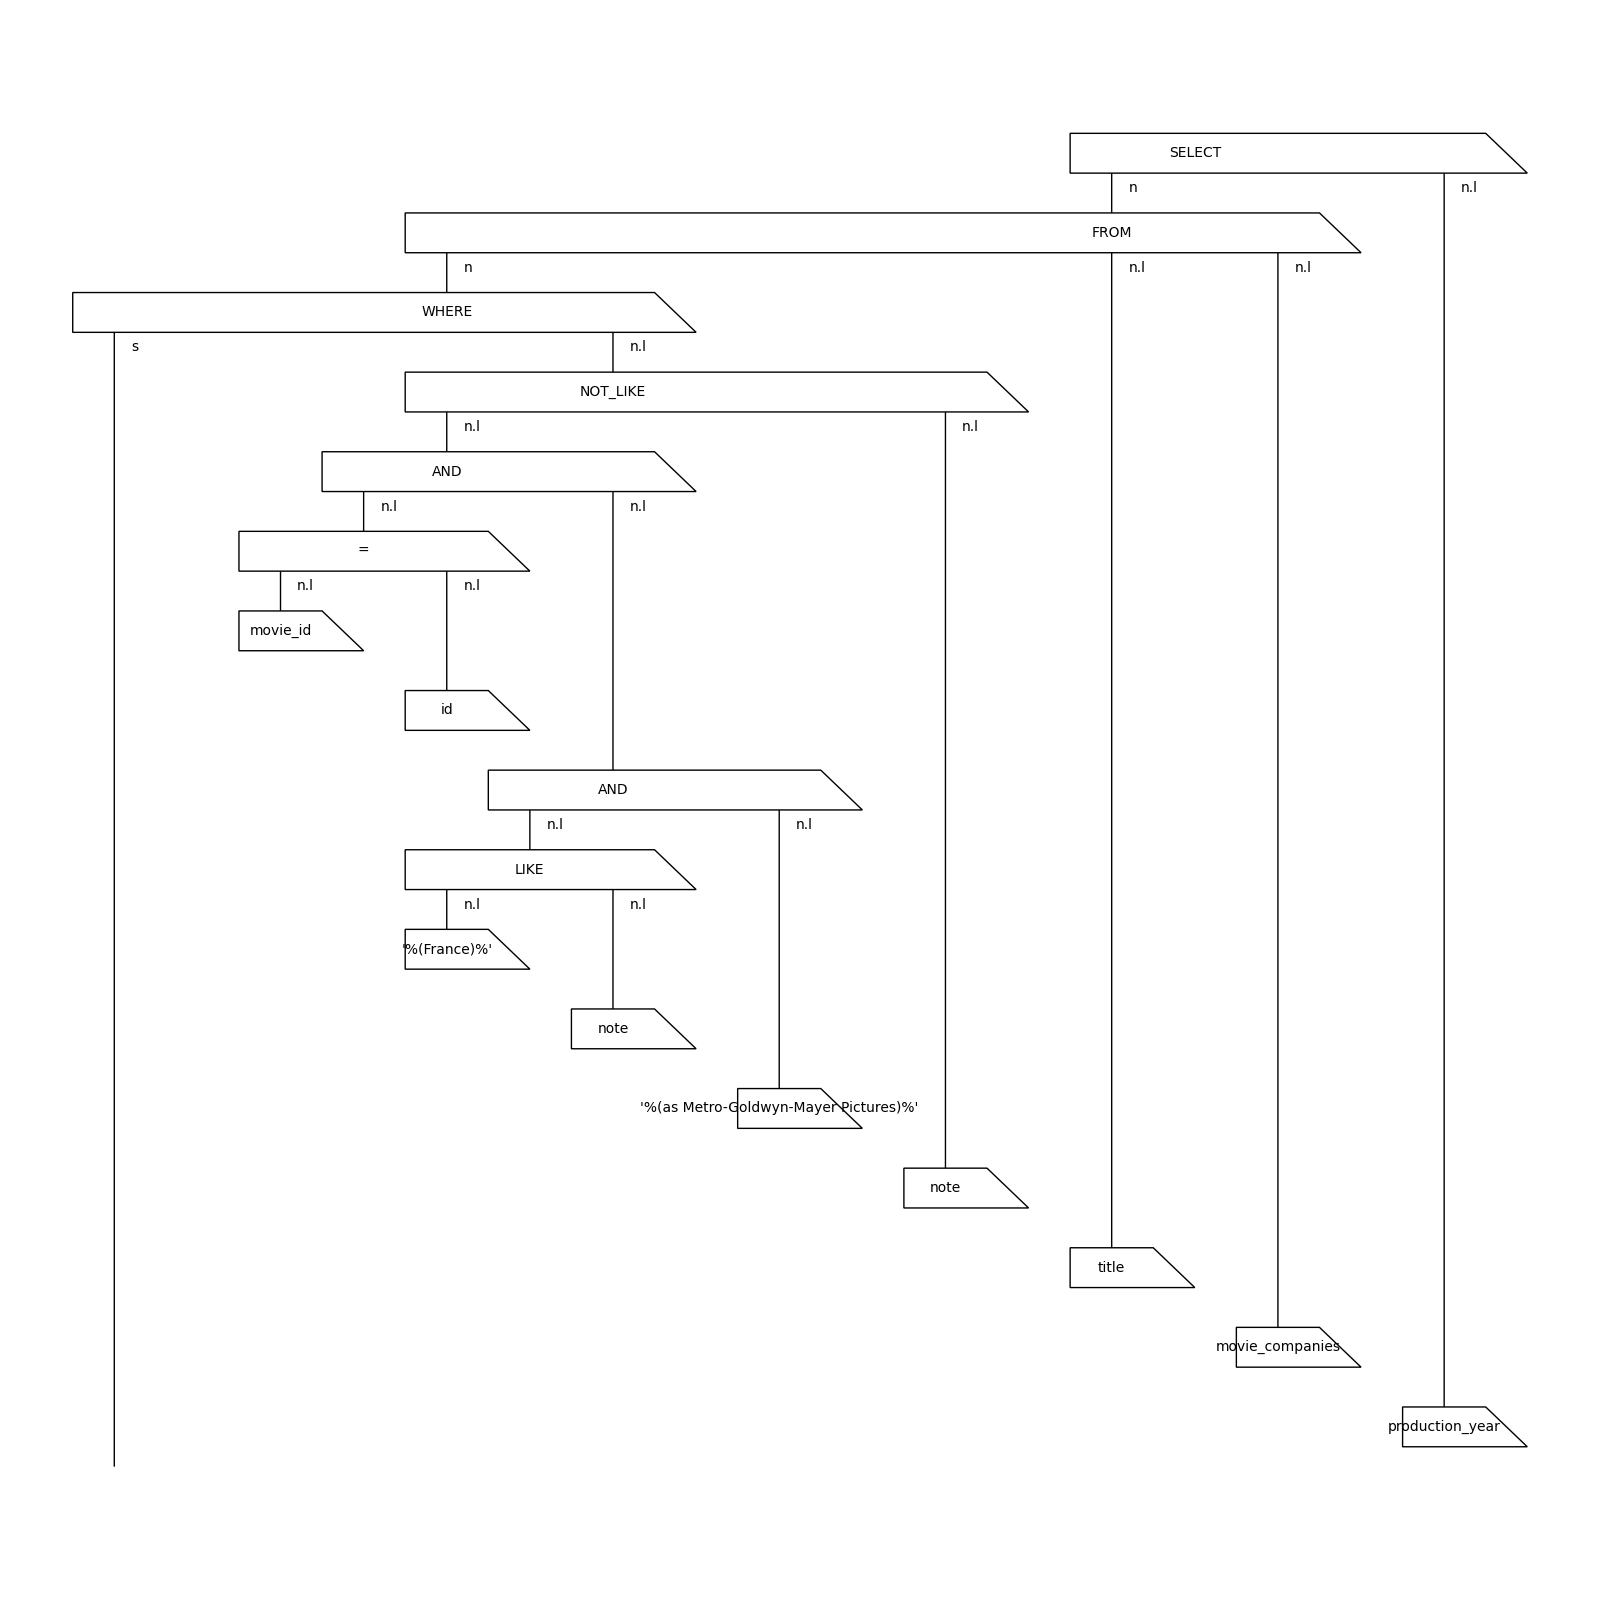 SELECT
n n.l
FROM
n n.l n.l
WHERE
s n.l
NOT_LIKE
n.l n.l
AND
n.l n.l
=
n.l n.l
movie_id
id
AND
n.l n.l
LIKE
n.l n.l
'%(France)%'
note
'%(as Metro-Goldwyn-Mayer Pictures)%'
note
title
movie_companies
production_year